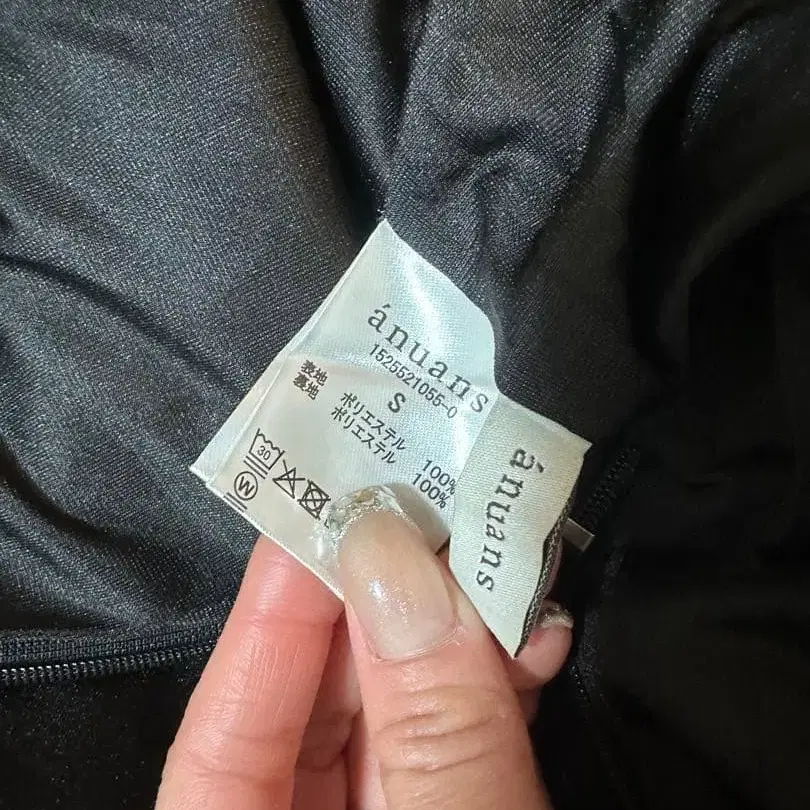 ánuans
1525521055-0
S
表地 ポリエステル 100%
裏地 ポリエステル 100%
30
W
ánuans